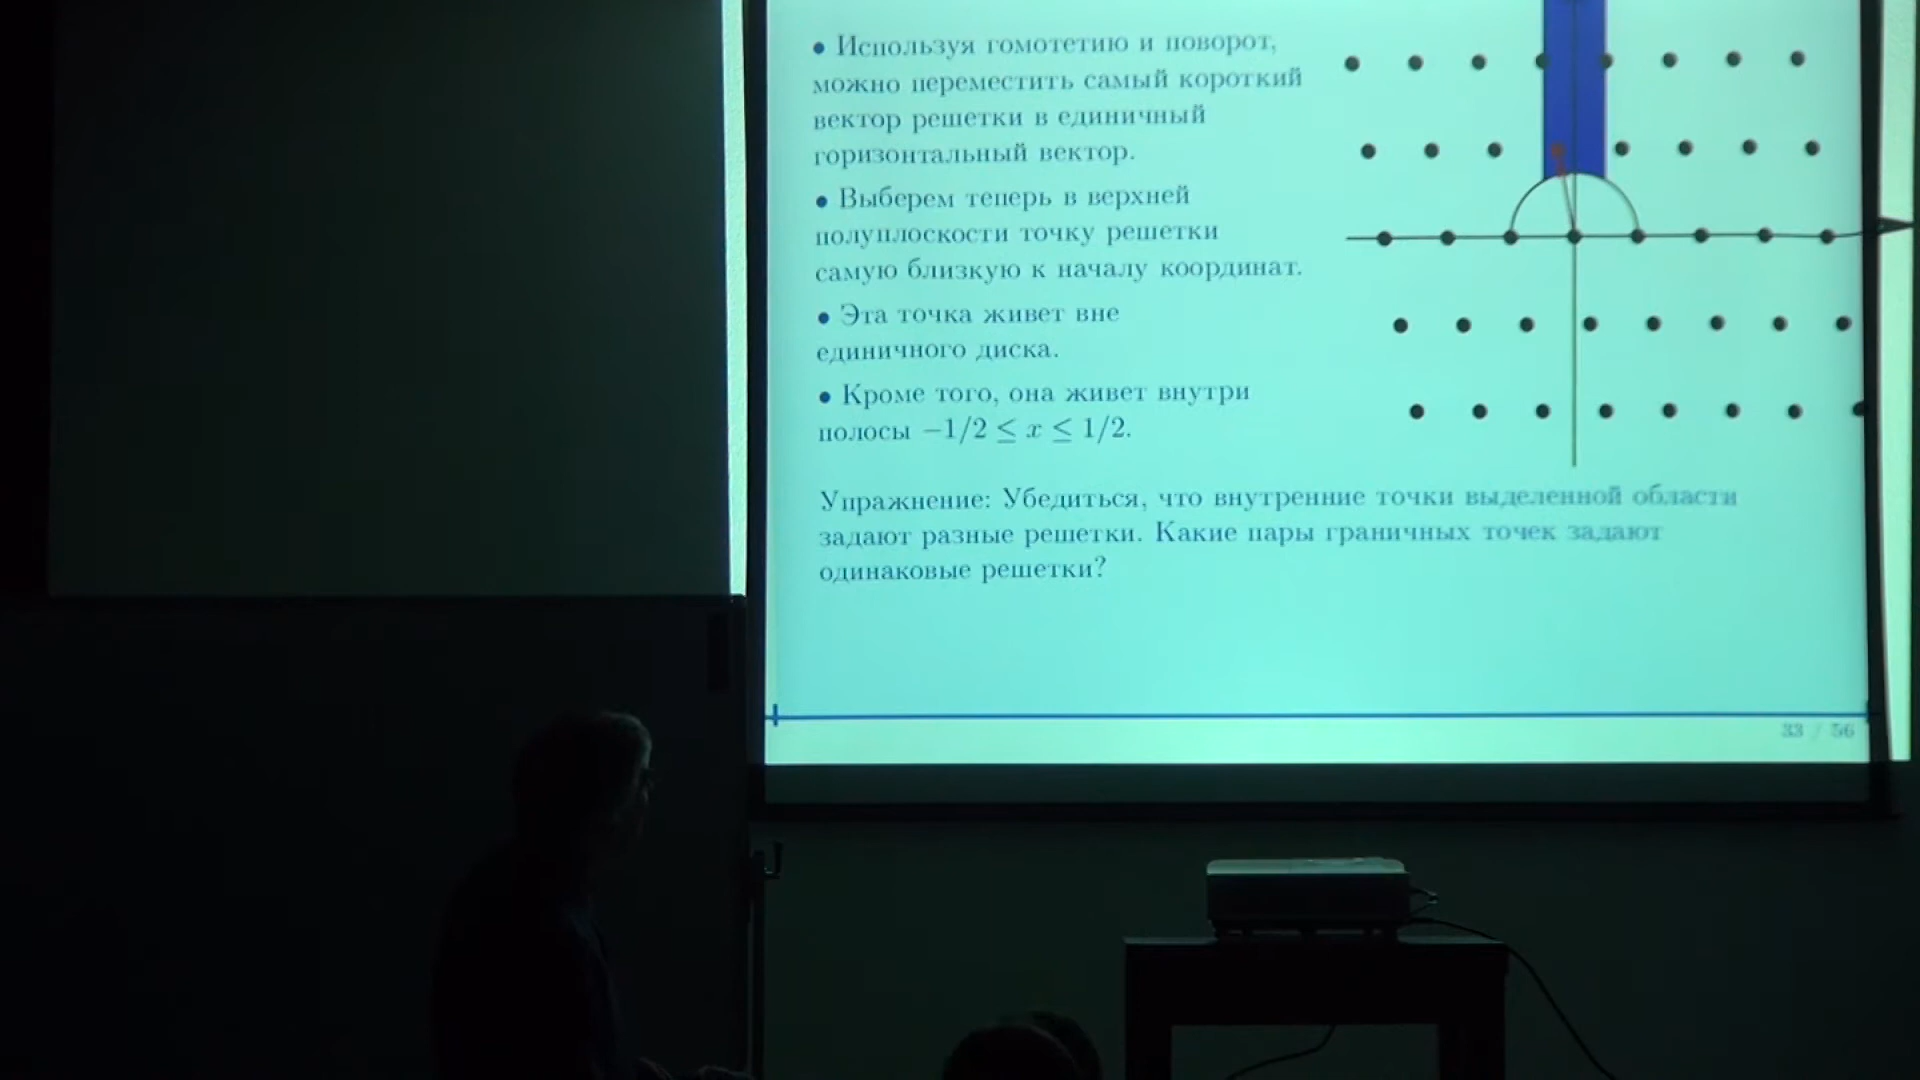 • Используя гомотетию и поворот,
можно переместить самый короткий
вектор решетки в единичный
горизонтальный вектор.
• Выберем теперь в верхней
полуплоскости точку решетки
самую близкую к началу координат.
• Эта точка живет вне
единичного диска.
• Кроме того, она живет внутри
полосы −1/2 ≤ x ≤ 1/2.
Упражнение: Убедиться, что внутренние точки выделенной области
задают разные решетки. Какие пары граничных точек задают
одинаковые решетки?
33 / 56